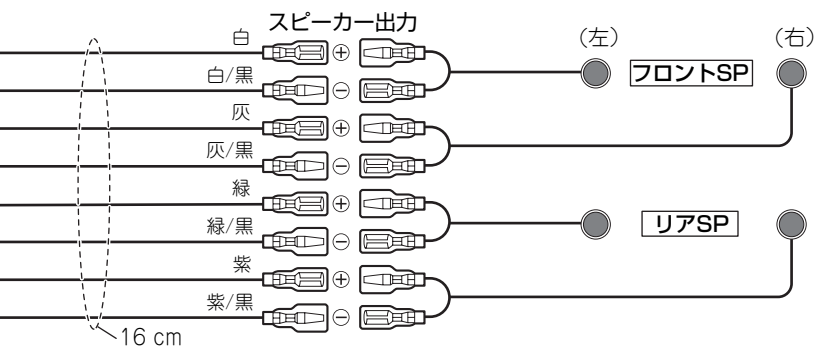 スピーカー出力
白
⊕
(左)
(右)
フロントSP
白/黒
⊖
灰
⊕
灰/黒
⊖
緑
⊕
緑/黒
⊖
リアSP
紫
⊕
紫/黒
⊖
16 cm